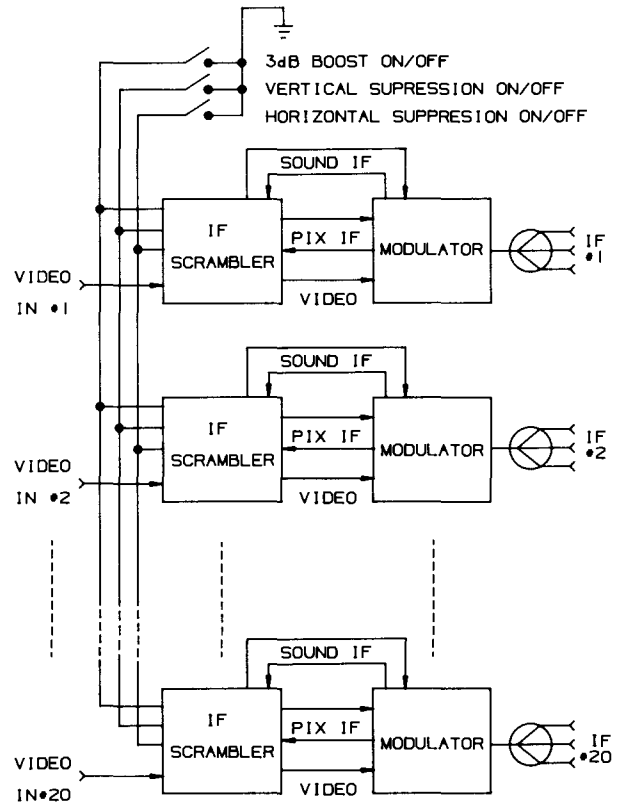 3dB BOOST ON/OFF
VERTICAL SUPRESSION ON/OFF
HORIZONTAL SUPPRESION ON/OFF
SOUND IF
IF
SCRAMBLER
PIX IF
MODULATOR
VIDEO
VIDEO
IN #1
IF
#1
SOUND IF
IF
SCRAMBLER
PIX IF
MODULATOR
VIDEO
VIDEO
IN #2
IF
#2
SOUND IF
IF
SCRAMBLER
PIX IF
MODULATOR
VIDEO
VIDEO
IN#20
IF
#20